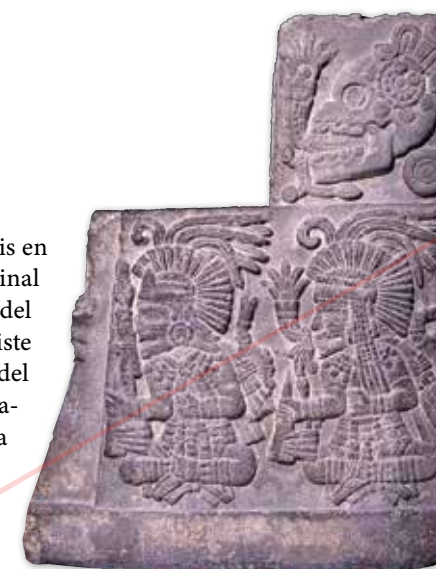 is en
inal
del
iste
del
a-
a